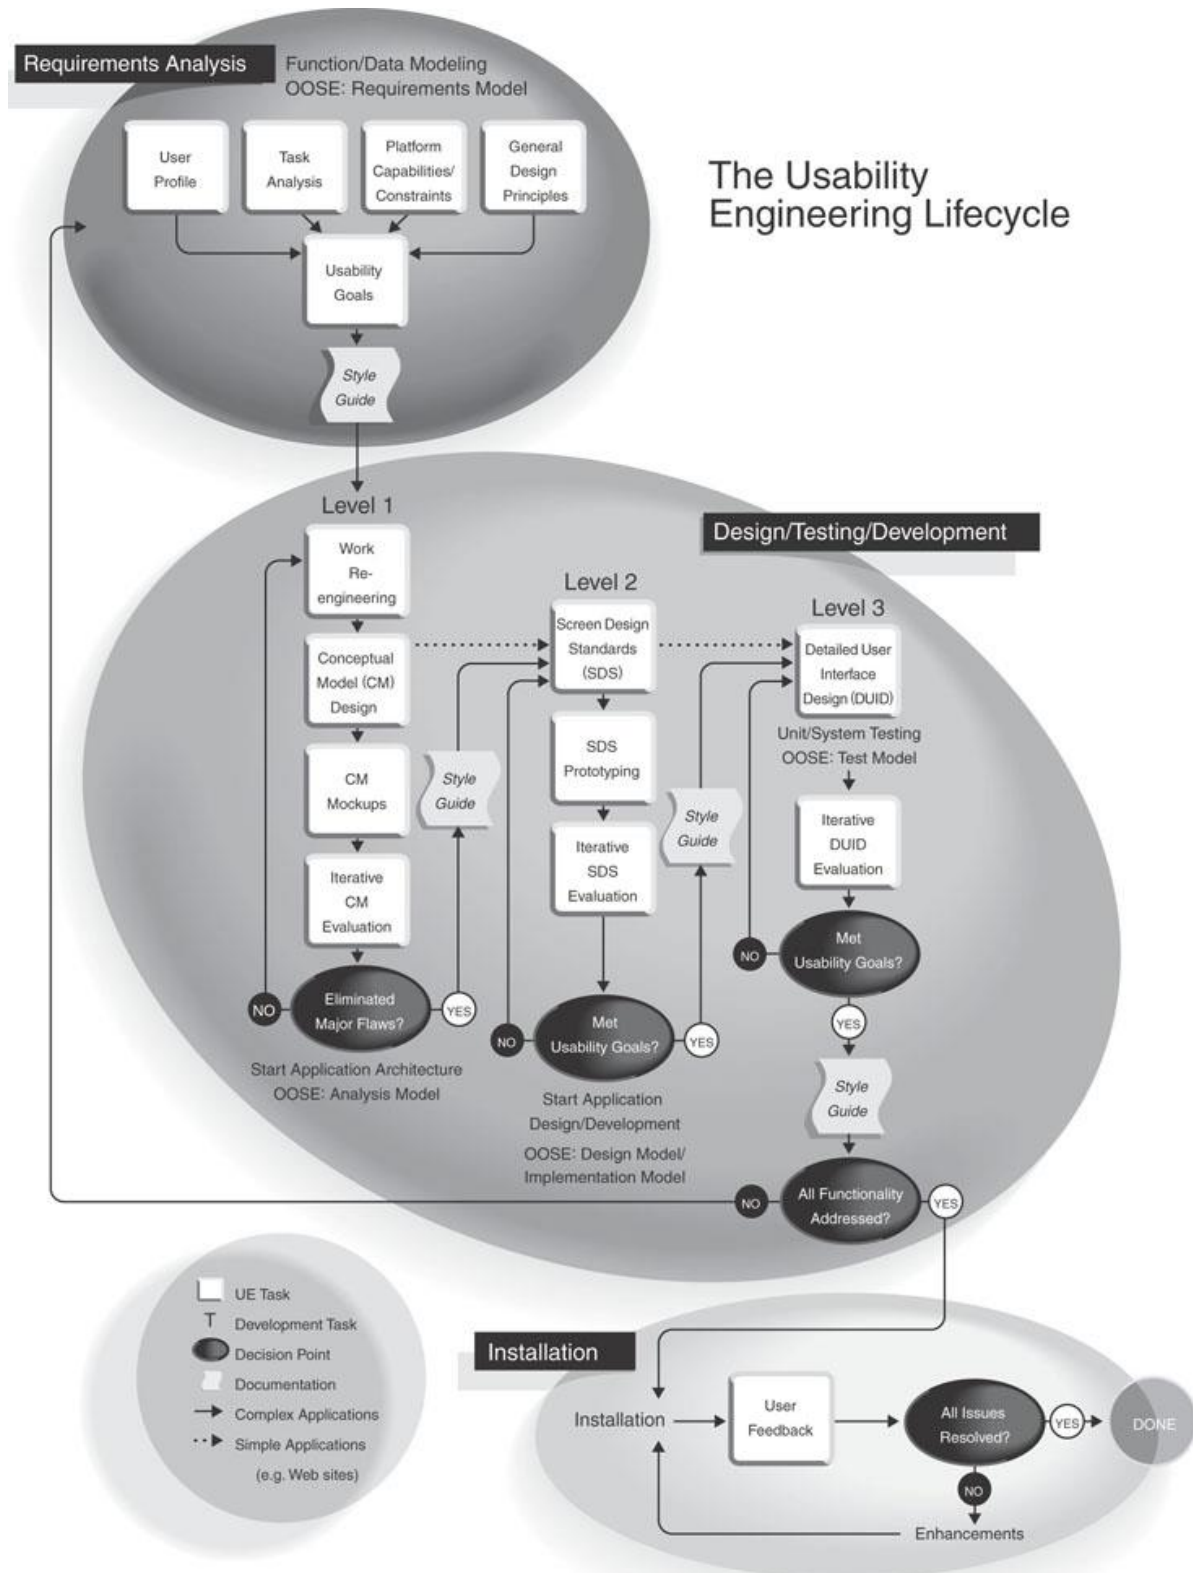 Requirements Analysis
Function/Data Modeling
OOSE: Requirements Model
User
Profile
Task
Analysis
Platform
Capabilities/
Constraints
General
Design
Principles
The Usability
Engineering Lifecycle
Usability
Goals
Style
Guide
Level 1
Work
Re-
engineering
Conceptual
Model (CM)
Design
CM
Mockups
Iterative
CM
Evaluation
Eliminated
Major Flaws?
NO
YES
Start Application Architecture
OOSE: Analysis Model
Style
Guide
Design/Testing/Development
Level 2
Screen Design
Standards
(SDS)
SDS
Prototyping
Iterative
SDS
Evaluation
Met
Usability Goals?
NO
YES
Start Application
Design/Development
OOSE: Design Model/
Implementation Model
Style
Guide
Level 3
Detailed User
Interface
Design (DUID)
Unit/System Testing
OOSE: Test Model
Iterative
DUID
Evaluation
Met
Usability Goals?
NO
YES
Style
Guide
All Functionality
Addressed?
NO
YES
UE Task
T
Development Task
Decision Point
Documentation
Complex Applications
Simple Applications
(e.g. Web sites)
Installation
Installation
User
Feedback
All Issues
Resolved?
YES
DONE
NO
Enhancements